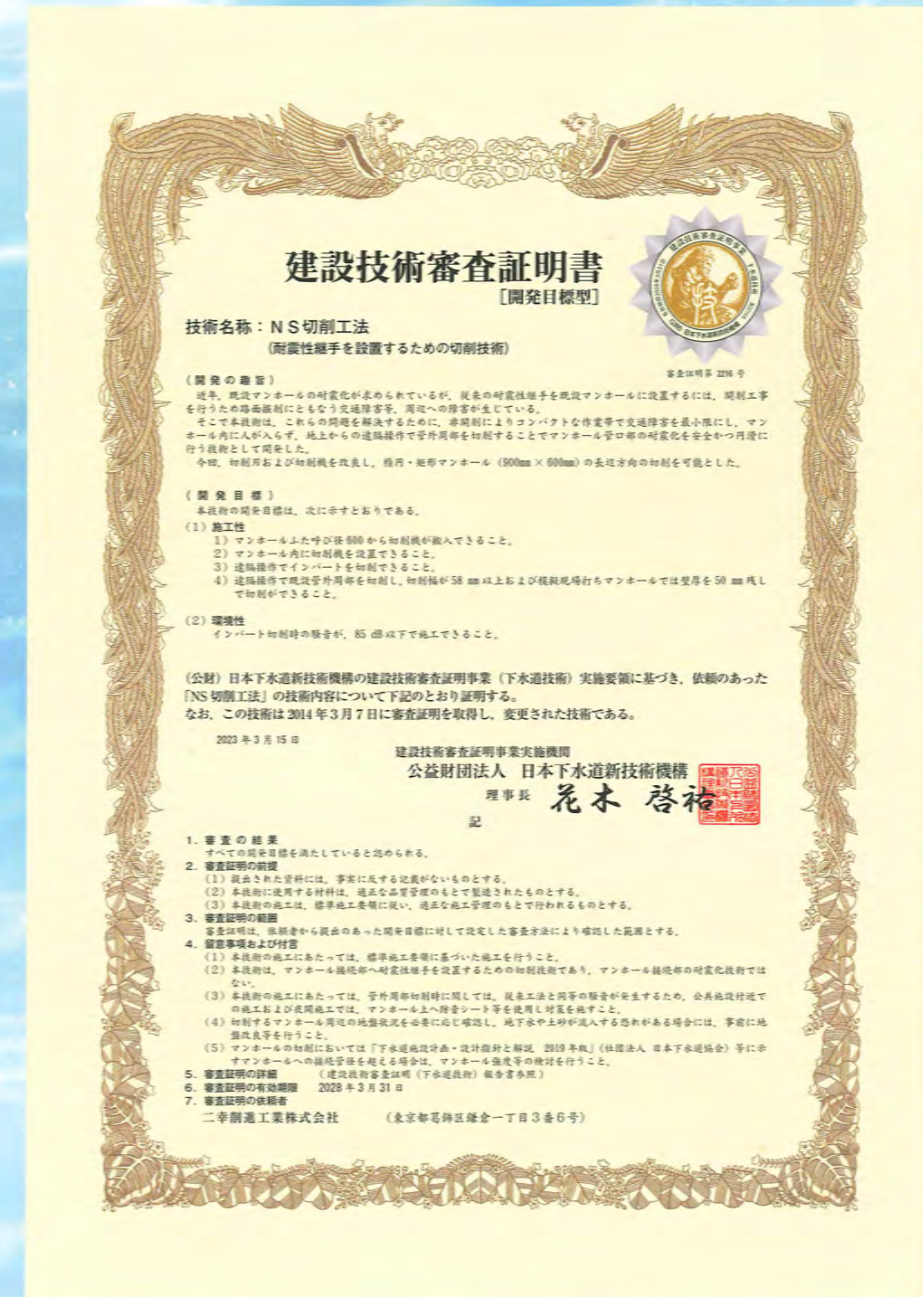 建設技術審査証明書
［開発目標型］
技術名称：ＮＳ切削工法
（耐震性継手を設置するための切削技術）
審査証明第 2216 号
（開発の趣旨）
近年，既設マンホールの耐震化が求められているが，従来の耐震性継手を既設マンホールに設置するには，開削工事
を行うため路面掘削にともなう交通障害等，周辺への障害が生じている。
そこで本技術は，これらの問題を解決するために，非開削によりコンパクトな作業帯で交通障害を最小限にし，マン
ホール内に人が入らず，地上からの遠隔操作で管外周部を切削することでマンホール管口部の耐震化を安全かつ円滑に
行う技術として開発した。
今回，切削刃および切削機を改良し，楕円・矩形マンホール（900㎜×600㎜）の長辺方向の切削を可能とした。
（開発目標）
本技術の開発目標は，次に示すとおりである。
（1）施工性
1）マンホールふた呼び径600から切削機が搬入できること。
2）マンホール内に切削機を設置できること。
3）遠隔操作でインバートを切削できること。
4）遠隔操作で既設管外周部を切削し，切削幅が58 ㎜以上および模擬現場打ちマンホールでは壁厚を50 ㎜残し
て切削ができること。
（2）環境性
インバート切削時の騒音が，85 dB以下で施工できること。
（公財）日本下水道新技術機構の建設技術審査証明事業（下水道技術）実施要領に基づき，依頼のあった
「NS切削工法」の技術内容について下記のとおり証明する。
なお，この技術は2014年3月7日に審査証明を取得し，変更された技術である。
2023年3月15日
建設技術審査証明事業実施機関
公益財団法人　日本下水道新技術機構
理事長　花木　啓祐
記
1．審査の結果
すべての開発目標を満たしていると認められる。
2．審査証明の前提
（1）提出された資料には，事実に反する記載がないものとする。
（2）本技術に使用する材料は，適正な品質管理のもとで製造されたものとする。
（3）本技術の施工は，標準施工要領に従い，適正な施工管理のもとで行われるものとする。
3．審査証明の範囲
審査証明は，依頼者から提出のあった開発目標に対して設定した審査方法により確認した範囲とする。
4．留意事項および付言
（1）本技術の施工にあたっては，標準施工要領に基づいた施工を行うこと。
（2）本技術は，マンホール接続部へ耐震性継手を設置するための切削技術であり，マンホール接続部の耐震化技術では
ない。
（3）本技術の施工にあたっては，管外周部切削時に関しては，従来工法と同等の騒音が発生するため，公共施設付近で
の施工および夜間施工では，マンホール上へ防音シート等を使用し対策を施すこと。
（4）切削するマンホール周辺の地盤状況を必要に応じ確認し，地下水や土砂が流入する恐れがある場合には，事前に地
盤改良等を行うこと。
（5）マンホールの切削においては「下水道施設計画・設計指針と解説　2019年版」（社団法人 日本下水道協会）等に示
すマンホールへの接続管径を超える場合は，マンホール強度等の検討を行うこと。
5．審査証明の詳細　（建設技術審査証明（下水道技術）報告書参照）
6．審査証明の有効期限　2028年3月31日
7．審査証明の依頼者
二幸削進工業株式会社　（東京都葛飾区鎌倉一丁目3番6号）